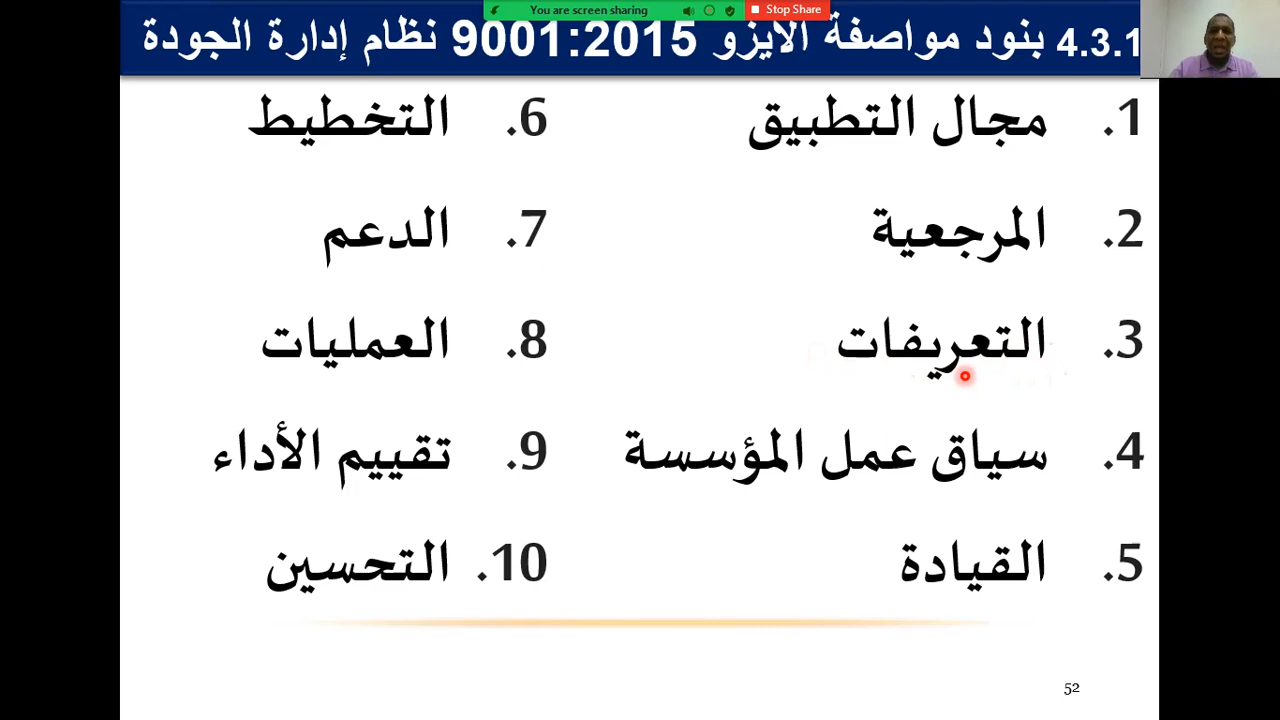 You are screen sharing
Stop Share
4.3.1 بنود مواصفة الايزو 9001:2015 نظام إدارة الجودة
1. مجال التطبيق
2. المرجعية
3. التعريفات
4. سياق عمل المؤسسة
5. القيادة
6. التخطيط
7. الدعم
8. العمليات
9. تقييم الأداء
10. التحسين
52